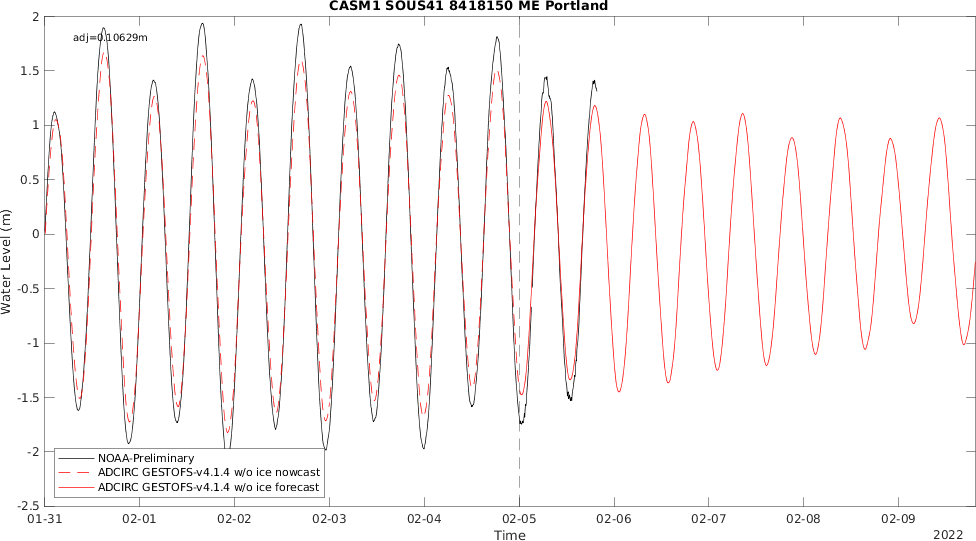 CASM1 SOUS41 8418150 ME Portland
adj=0.10629m
2
1.5
1
0.5
0
-0.5
-1
-1.5
-2
-2.5
Water Level (m)
NOAA-Preliminary
ADCIRC GESTOFS-v4.1.4 w/o ice nowcast
ADCIRC GESTOFS-v4.1.4 w/o ice forecast
01-31 02-01 02-02 02-03 02-04 02-05 02-06 02-07 02-08 02-09
Time
2022